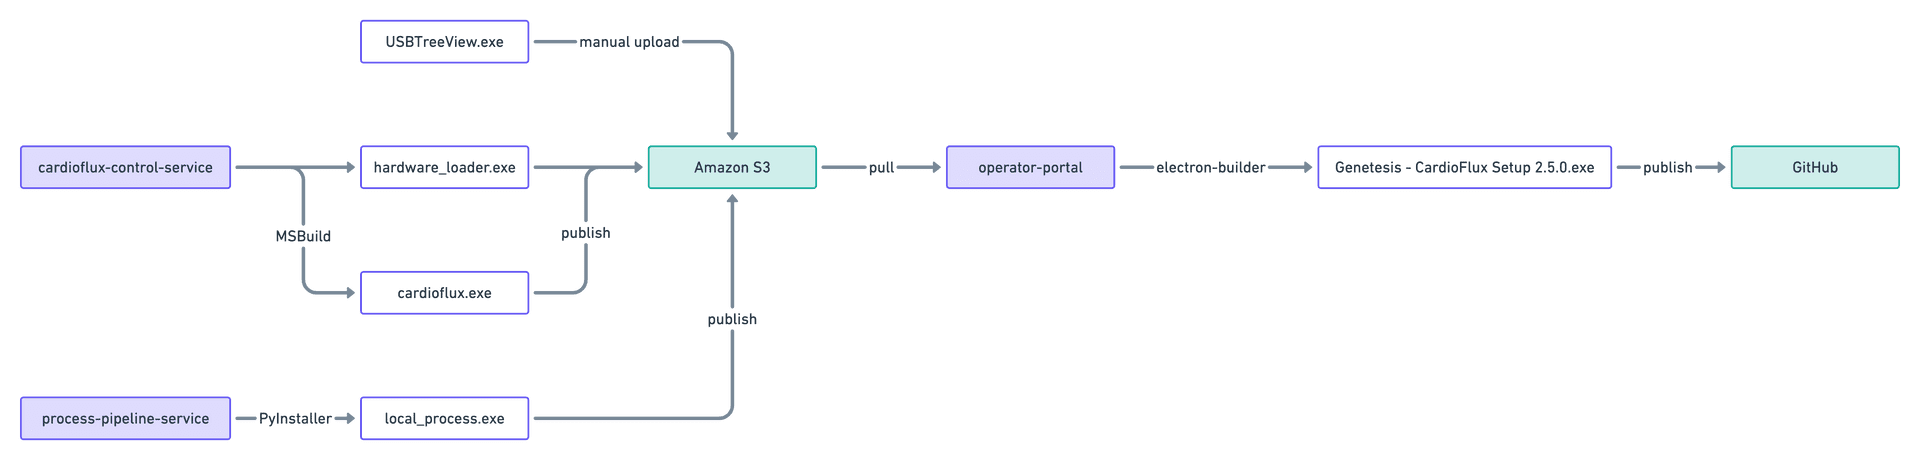 USBTreeView.exe
manual upload
cardioflux-control-service
hardware_loader.exe
Amazon S3
pull
operator-portal
electron-builder
Genetesis - CardioFlux Setup 2.5.0.exe
publish
GitHub
MSBuild
publish
cardioflux.exe
publish
process-pipeline-service
PyInstaller
local_process.exe